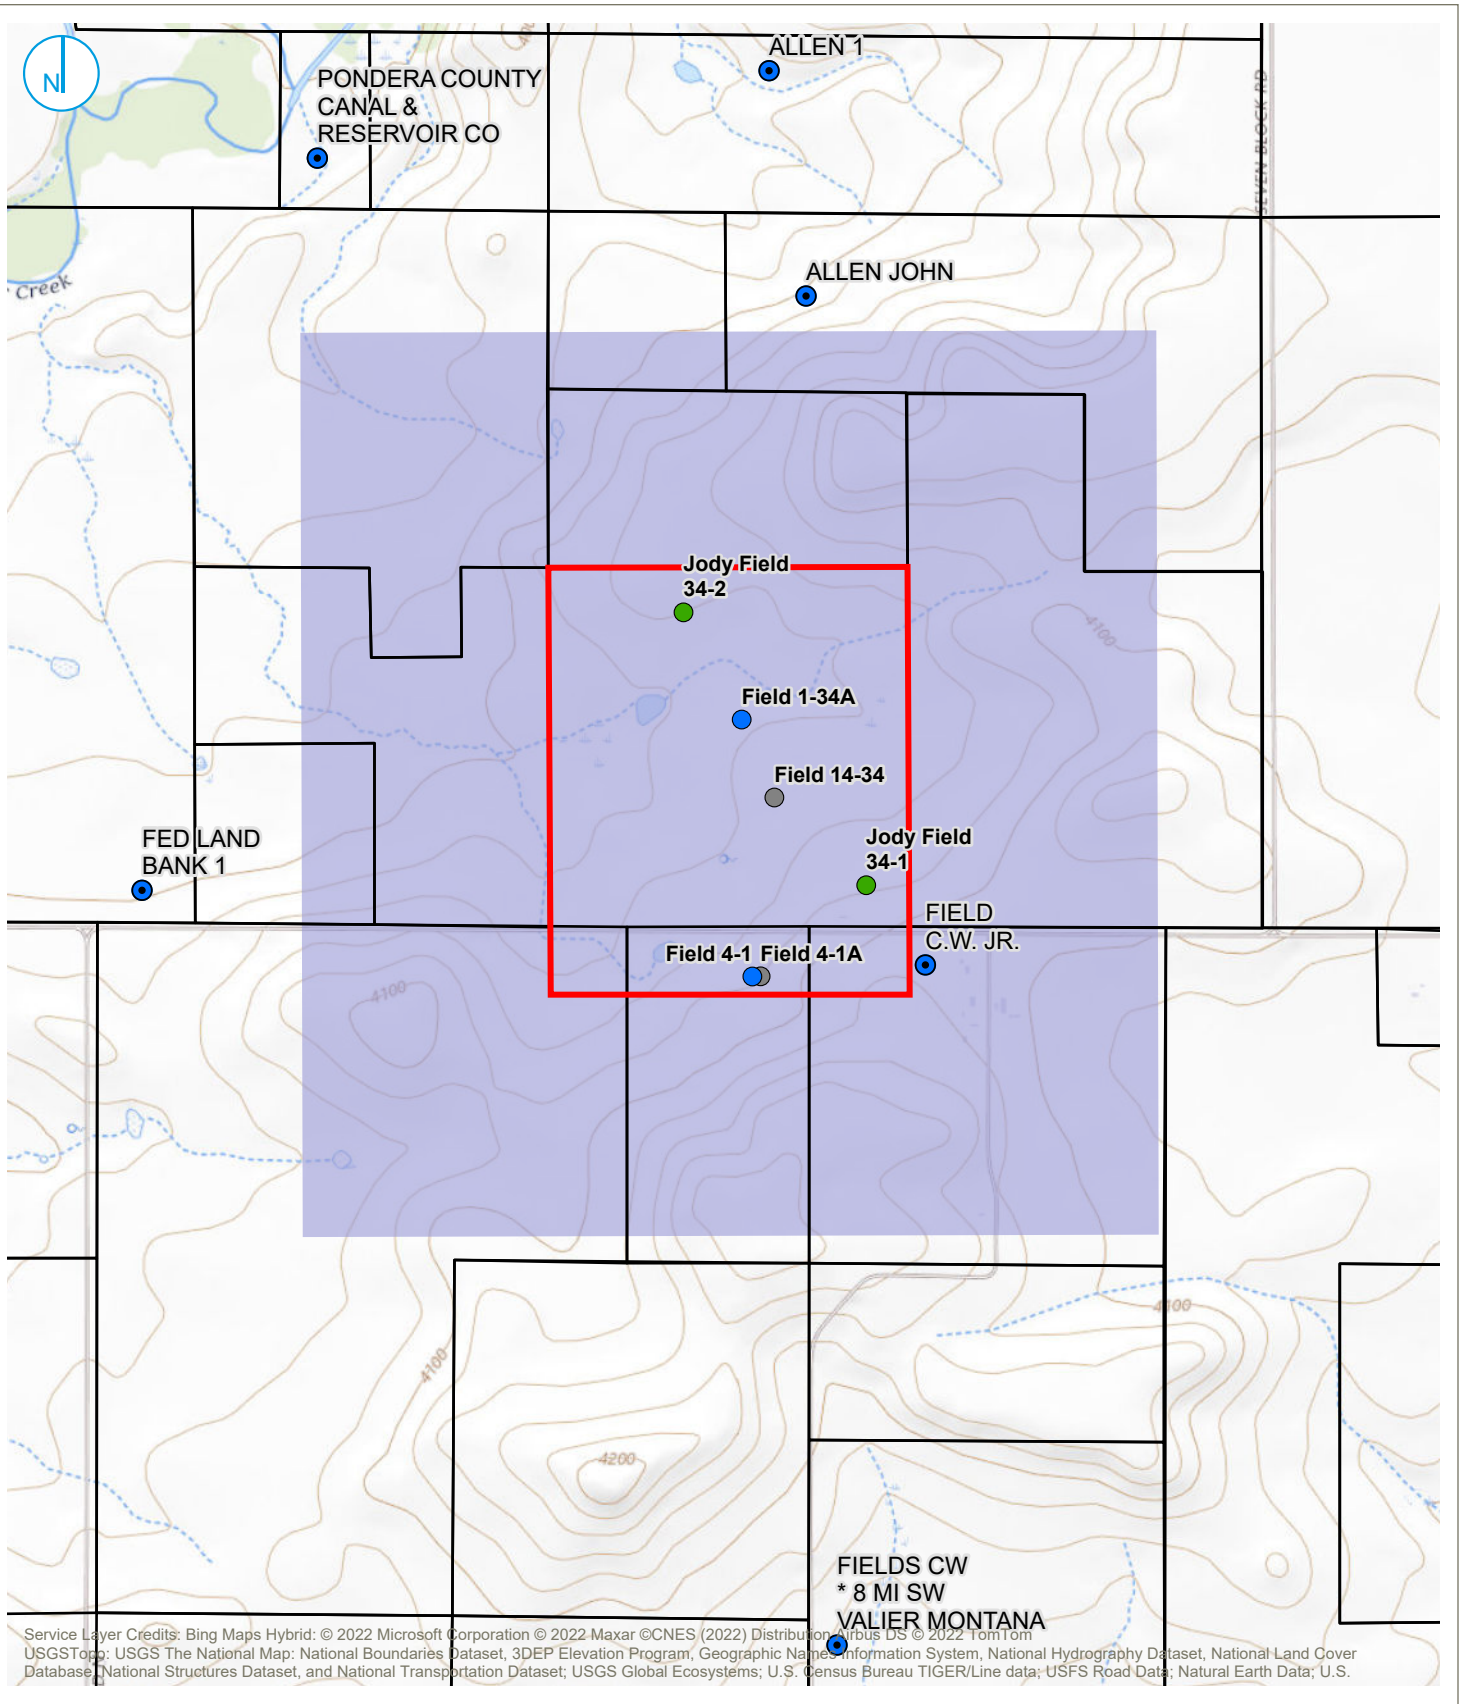 N
400
ALLEN 1
PONDERA COUNTY
CANAL &
RESERVOIR CO
SEVEN BLOCK RD
Creek
ALLEN JOHN
Jody Field
34-2
4100
Field 1-34A
Field 14-34
FED LAND
BANK 1
Jody Field
34-1
FIELD
C.W. JR.
Field 4-1 Field 4-1A
4100
4100
4100
4200
FIELDS CW
* 8 MI SW
VALIER MONTANA
Service Layer Credits: Bing Maps Hybrid: © 2022 Microsoft Corporation © 2022 Maxar ©CNES (2022) Distribution Airbus DS © 2022 TomTom
USGSTopo: USGS The National Map: National Boundaries Dataset, 3DEP Elevation Program, Geographic Names Information System, National Hydrography Dataset, National Land Cover
Database, National Structures Dataset, and National Transportation Dataset; USGS Global Ecosystems; U.S. Census Bureau TIGER/Line data; USFS Road Data; Natural Earth Data; U.S.